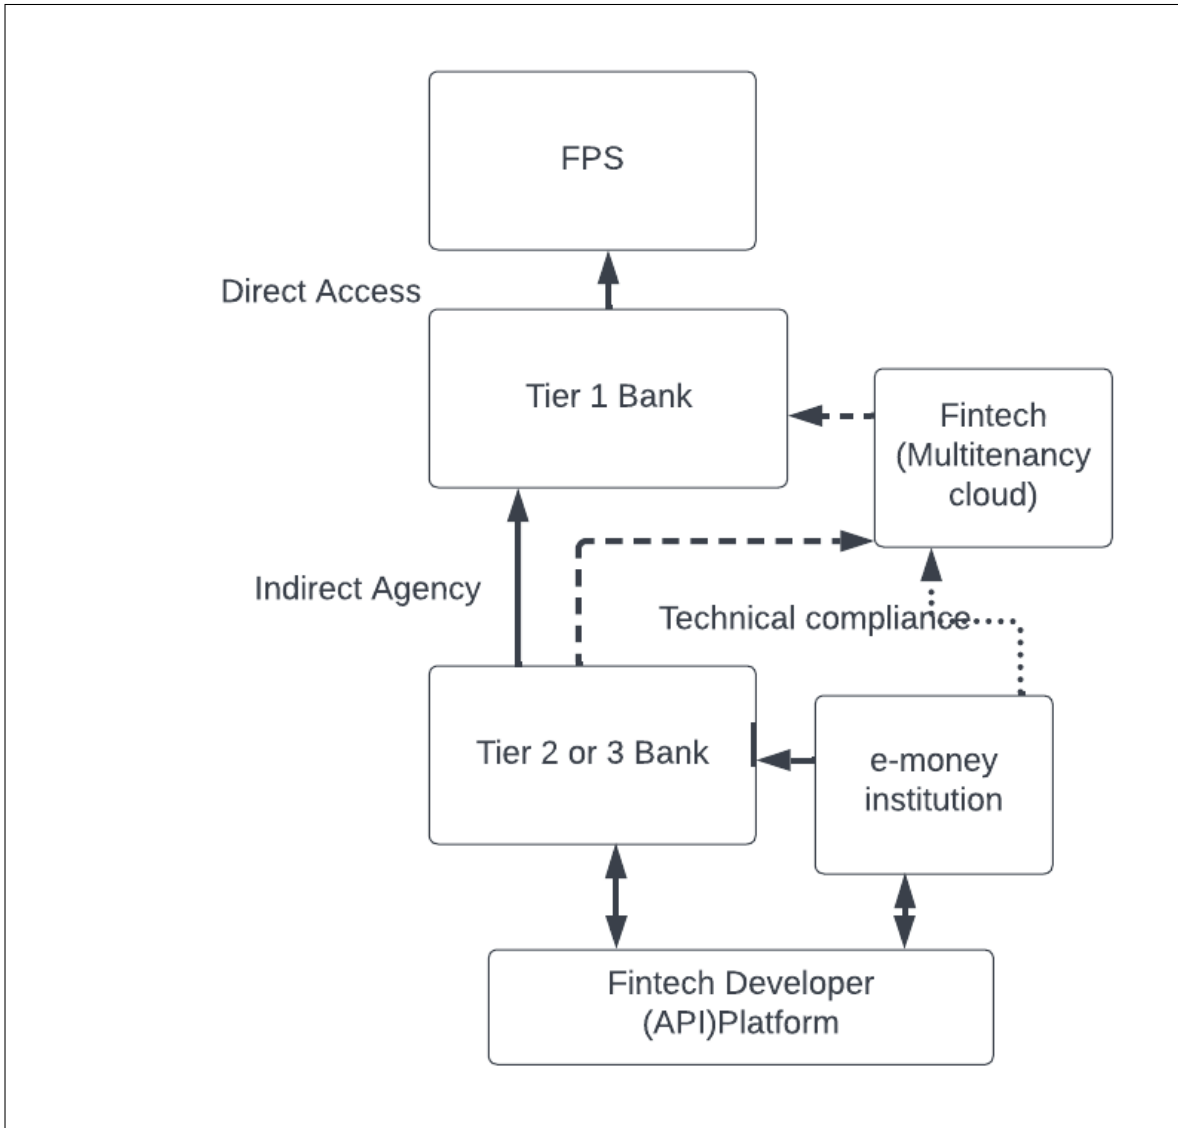 FPS
Direct Access
Tier 1 Bank
Fintech
(Multitenancy
cloud)
Indirect Agency
Technical compliance
Tier 2 or 3 Bank
e-money
institution
Fintech Developer
(API)Platform